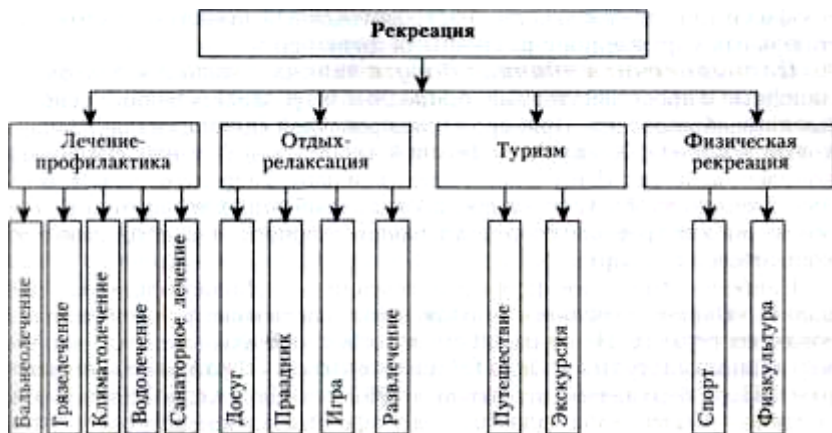 Рекреация
Лечение-
профилактика
Отдых-
релаксация
Туризм
Физическая
рекреация
Бальнеолечение
Грязелечение
Климатолечение
Водолечение
Санаторное лечение
Досуг
Праздник
Игра
Развлечение
Путешествие
Экскурсия
Спорт
Физкультура